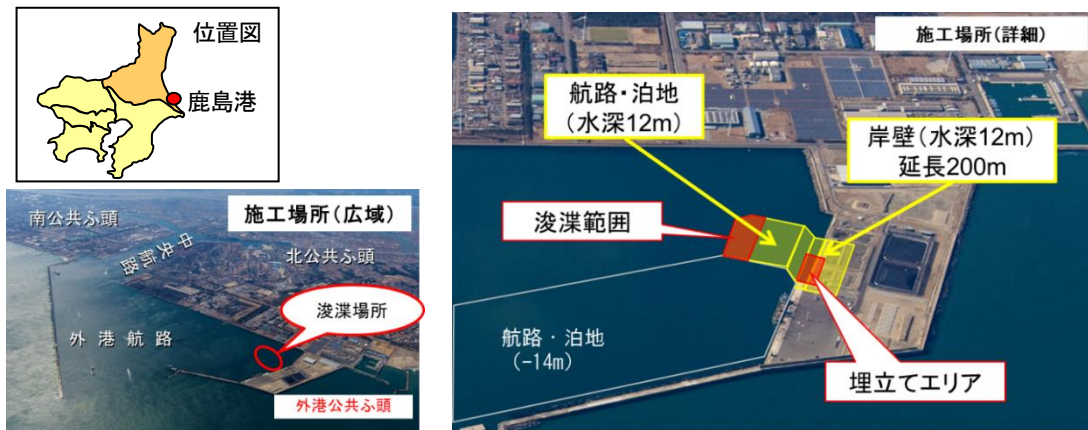 位置図
鹿島港
施工場所(広域)
南公共ふ頭
中央航路
北公共ふ頭
浚渫場所
外港航路
外港公共ふ頭
施工場所(詳細)
航路・泊地
(水深12m)
岸壁(水深12m)
延長200m
浚渫範囲
航路・泊地
(-14m)
埋立てエリア